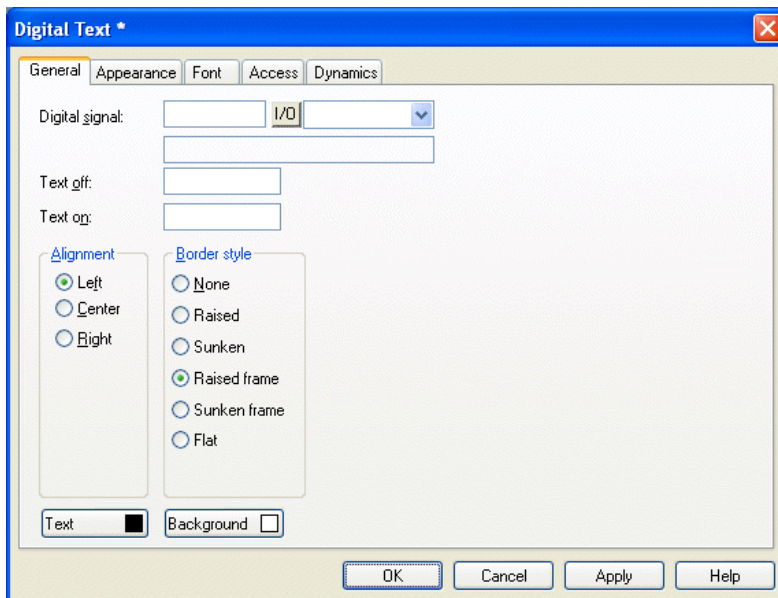 Digital Text *
General Appearance Font Access Dynamics
Digital signal: I/O
Text off:
Text on:
Alignment Border style
Left None
Center Raised
Right Sunken
Raised frame
Sunken frame
Flat
Text Background
OK Cancel Apply Help